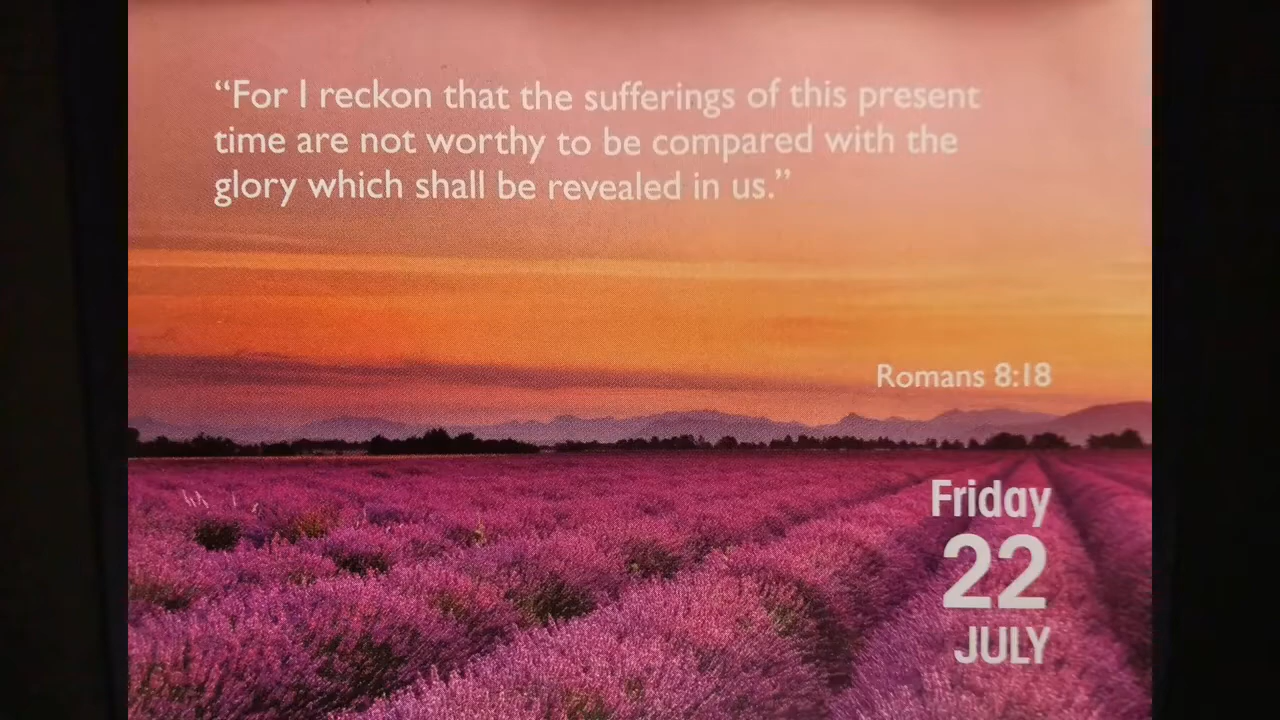 “For I reckon that the sufferings of this present
time are not worthy to be compared with the
glory which shall be revealed in us.”
Romans 8:18
Friday
22
JULY